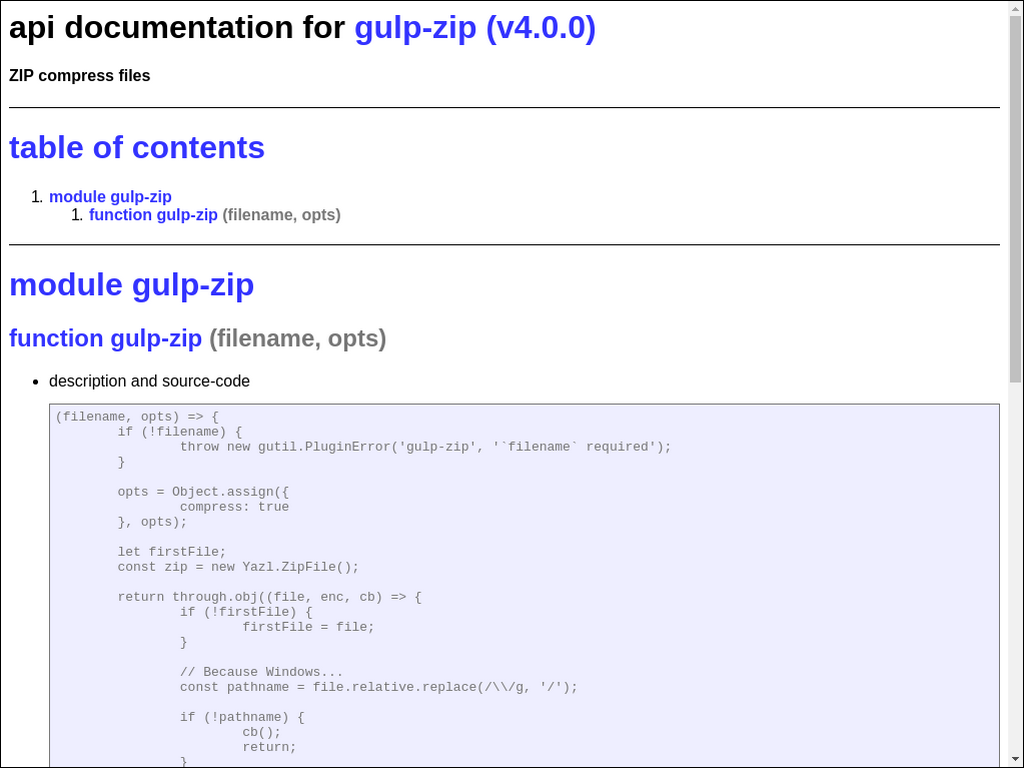 api documentation for gulp-zip (v4.0.0)
ZIP compress files
table of contents
1. module gulp-zip
1. function gulp-zip (filename, opts)
module gulp-zip
function gulp-zip (filename, opts)
• description and source-code
(filename, opts) => {
        if (!filename) {
                throw new gutil.PluginError('gulp-zip', '`filename` required');
        }

        opts = Object.assign({
                compress: true
        }, opts);

        let firstFile;
        const zip = new Yazl.ZipFile();

        return through.obj((file, enc, cb) => {
                if (!firstFile) {
                        firstFile = file;
                }

                // Because Windows...
                const pathname = file.relative.replace(/\\/g, '/');

                if (!pathname) {
                        cb();
                        return;
                }